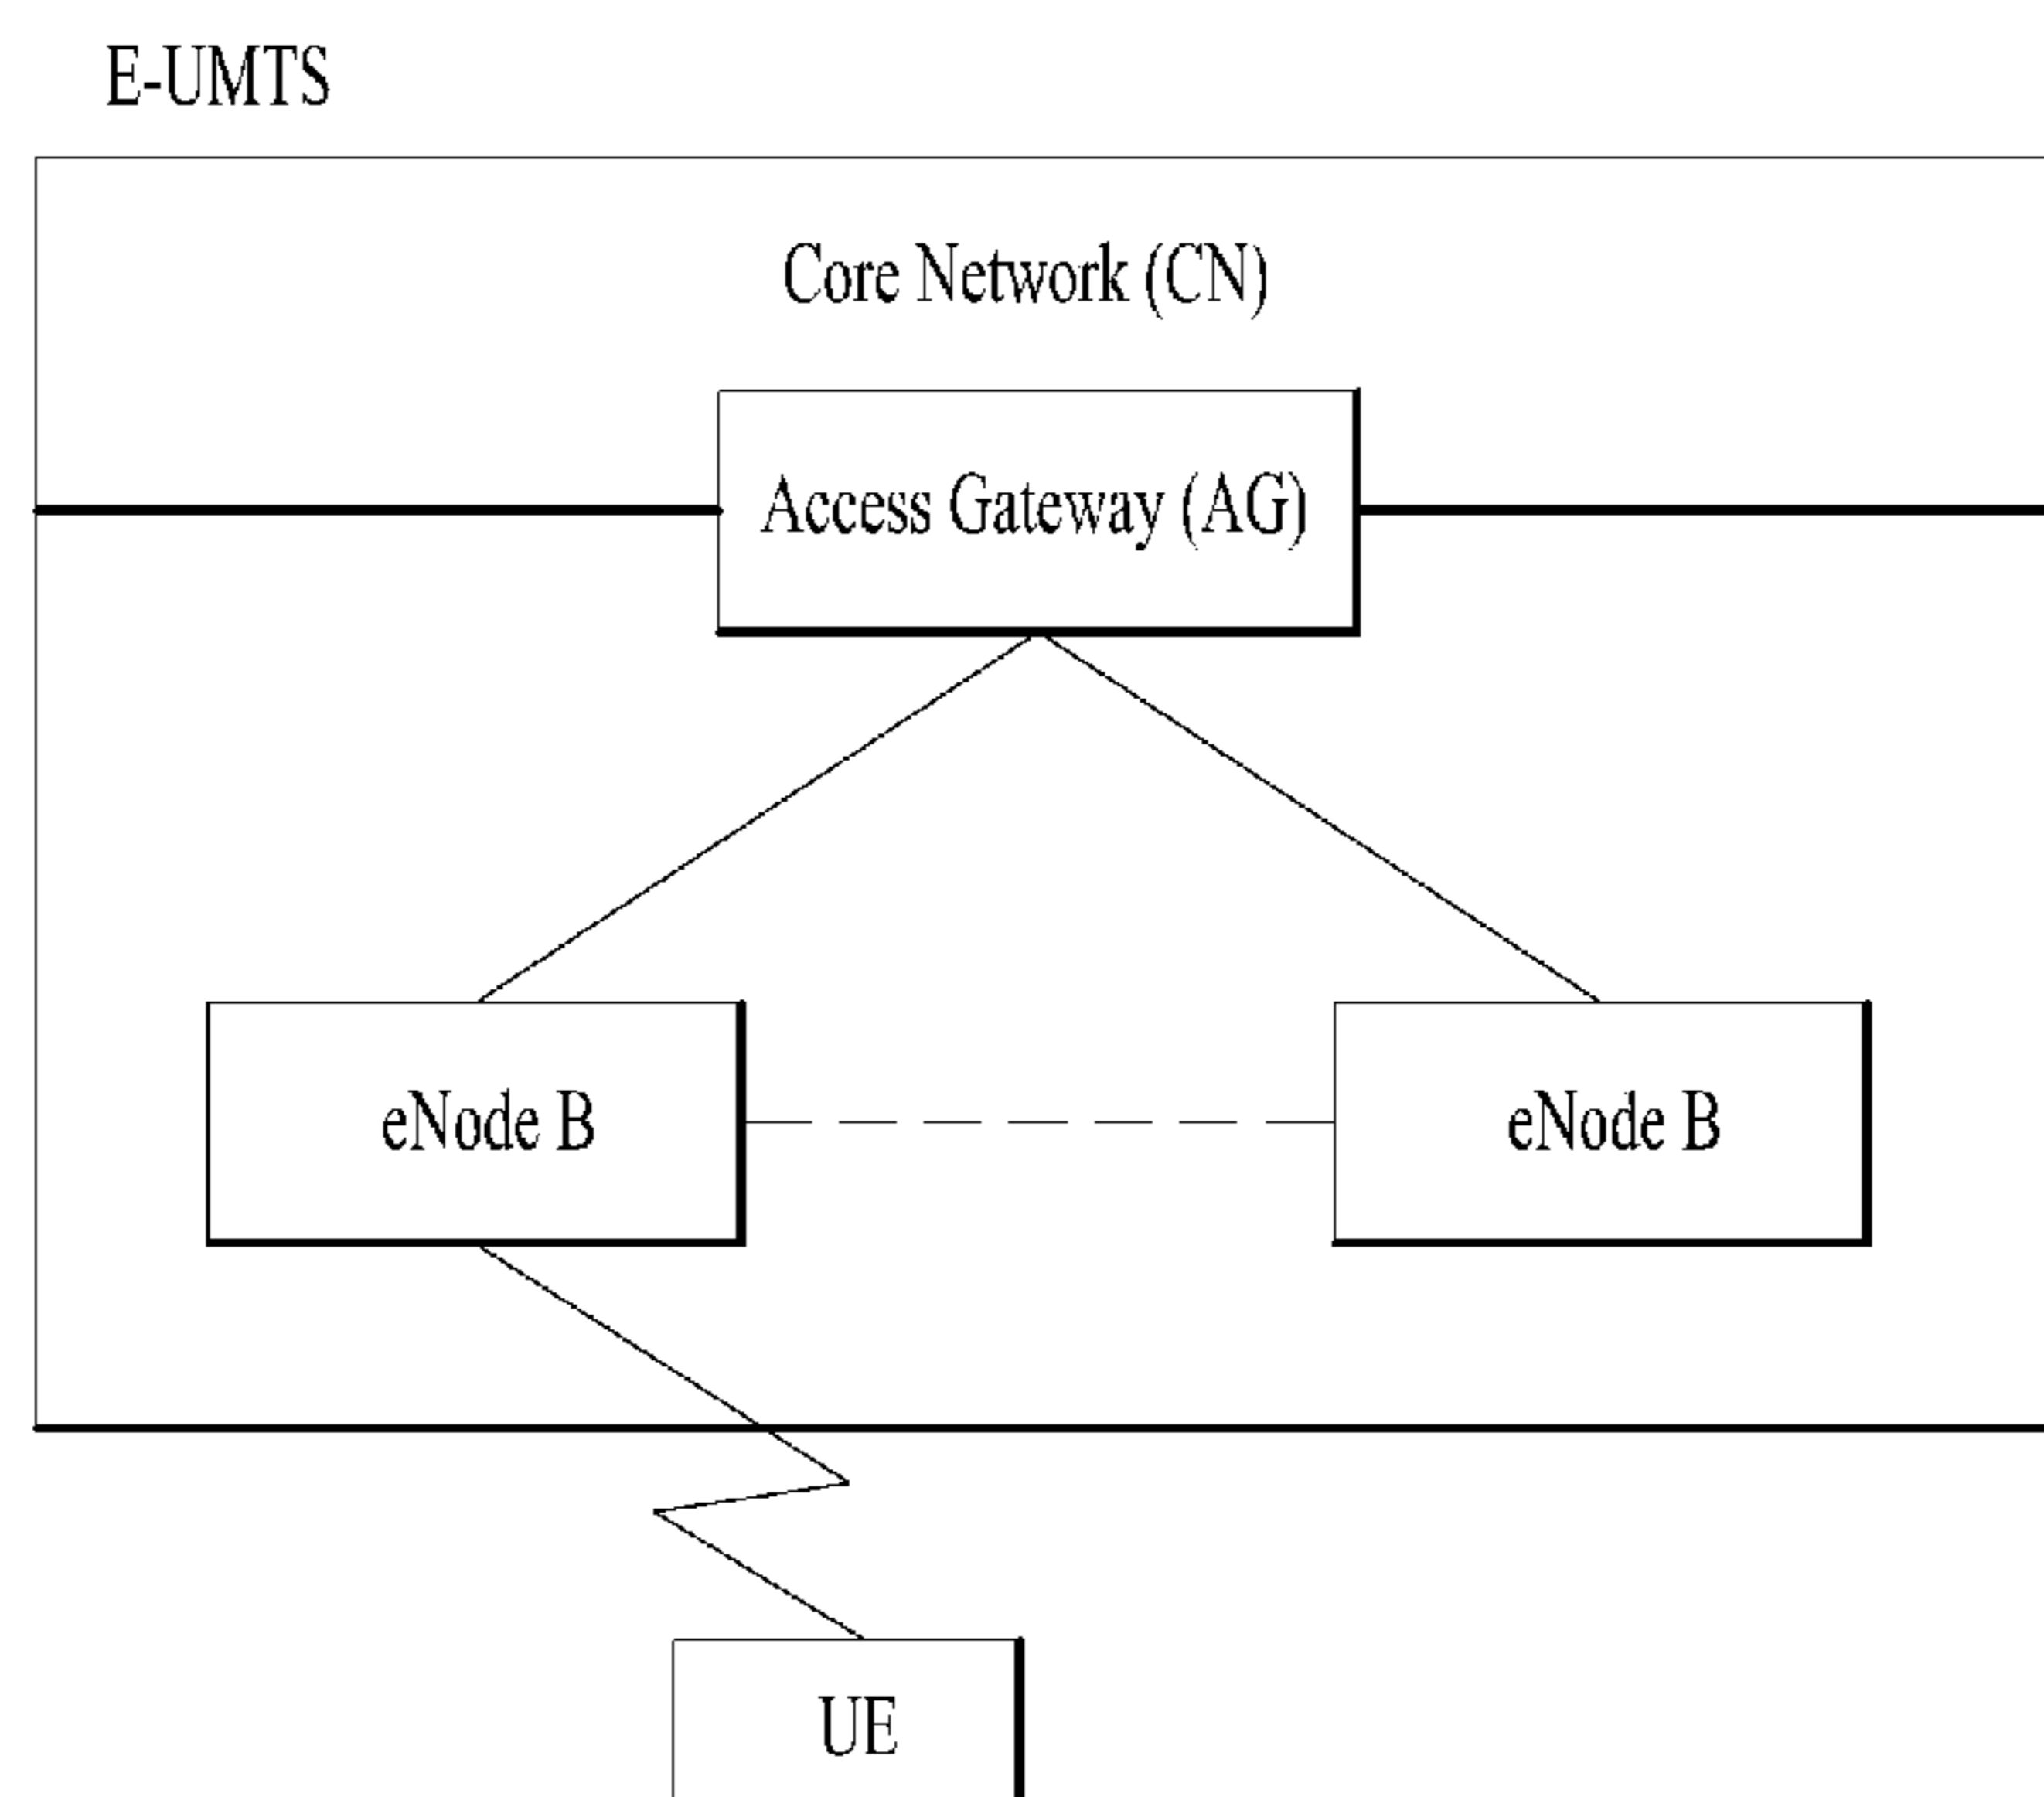 E-UMTS
Core Network (CN)
Access Gateway (AG)
eNode B
eNode B
UE